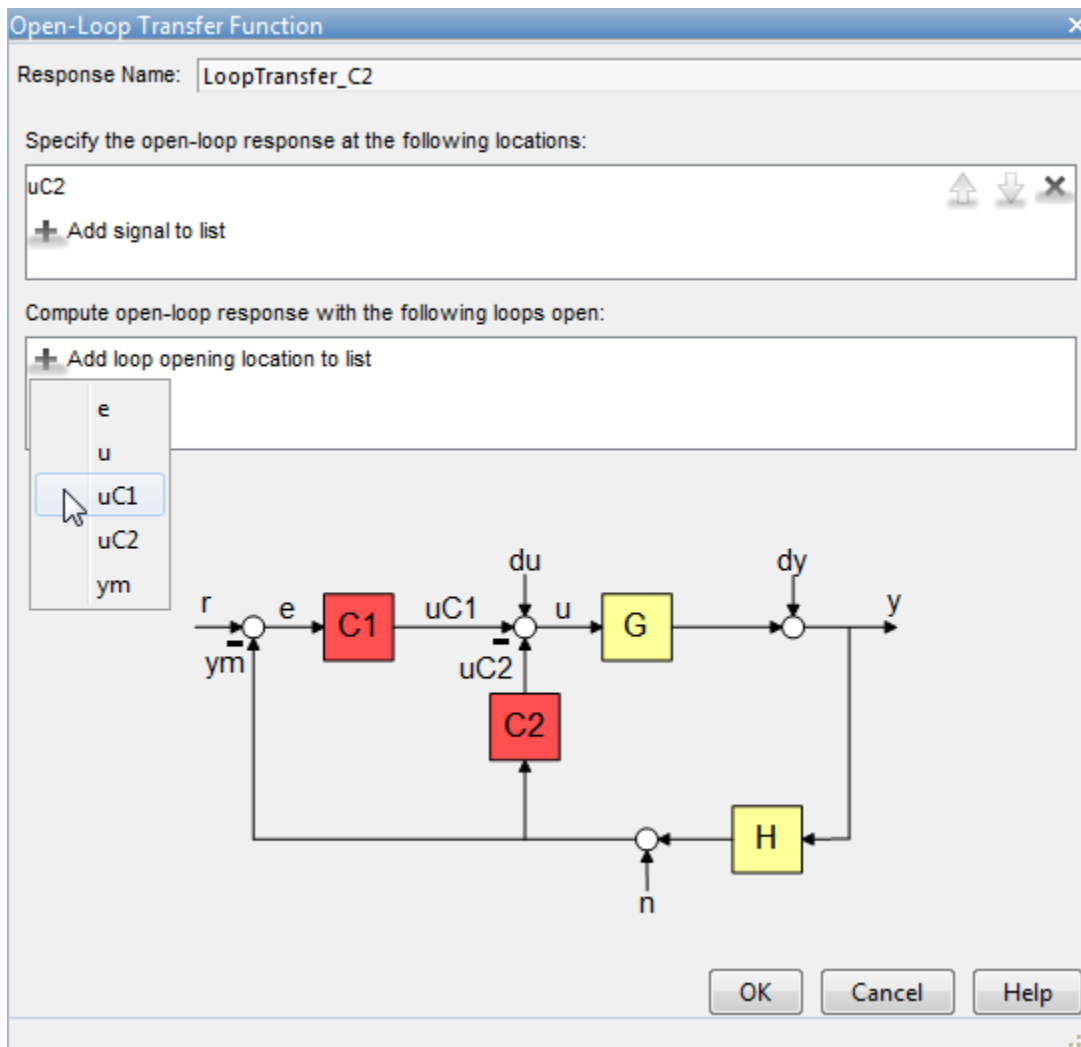 Open-Loop Transfer Function
Response Name: LoopTransfer_C2
Specify the open-loop response at the following locations:
uC2
Add signal to list
Compute open-loop response with the following loops open:
Add loop opening location to list
e
u
uC1
uC2
ym
du
dy
r
e
C1
uC1
u
G
y
ym
uC2
C2
H
n
OK
Cancel
Help